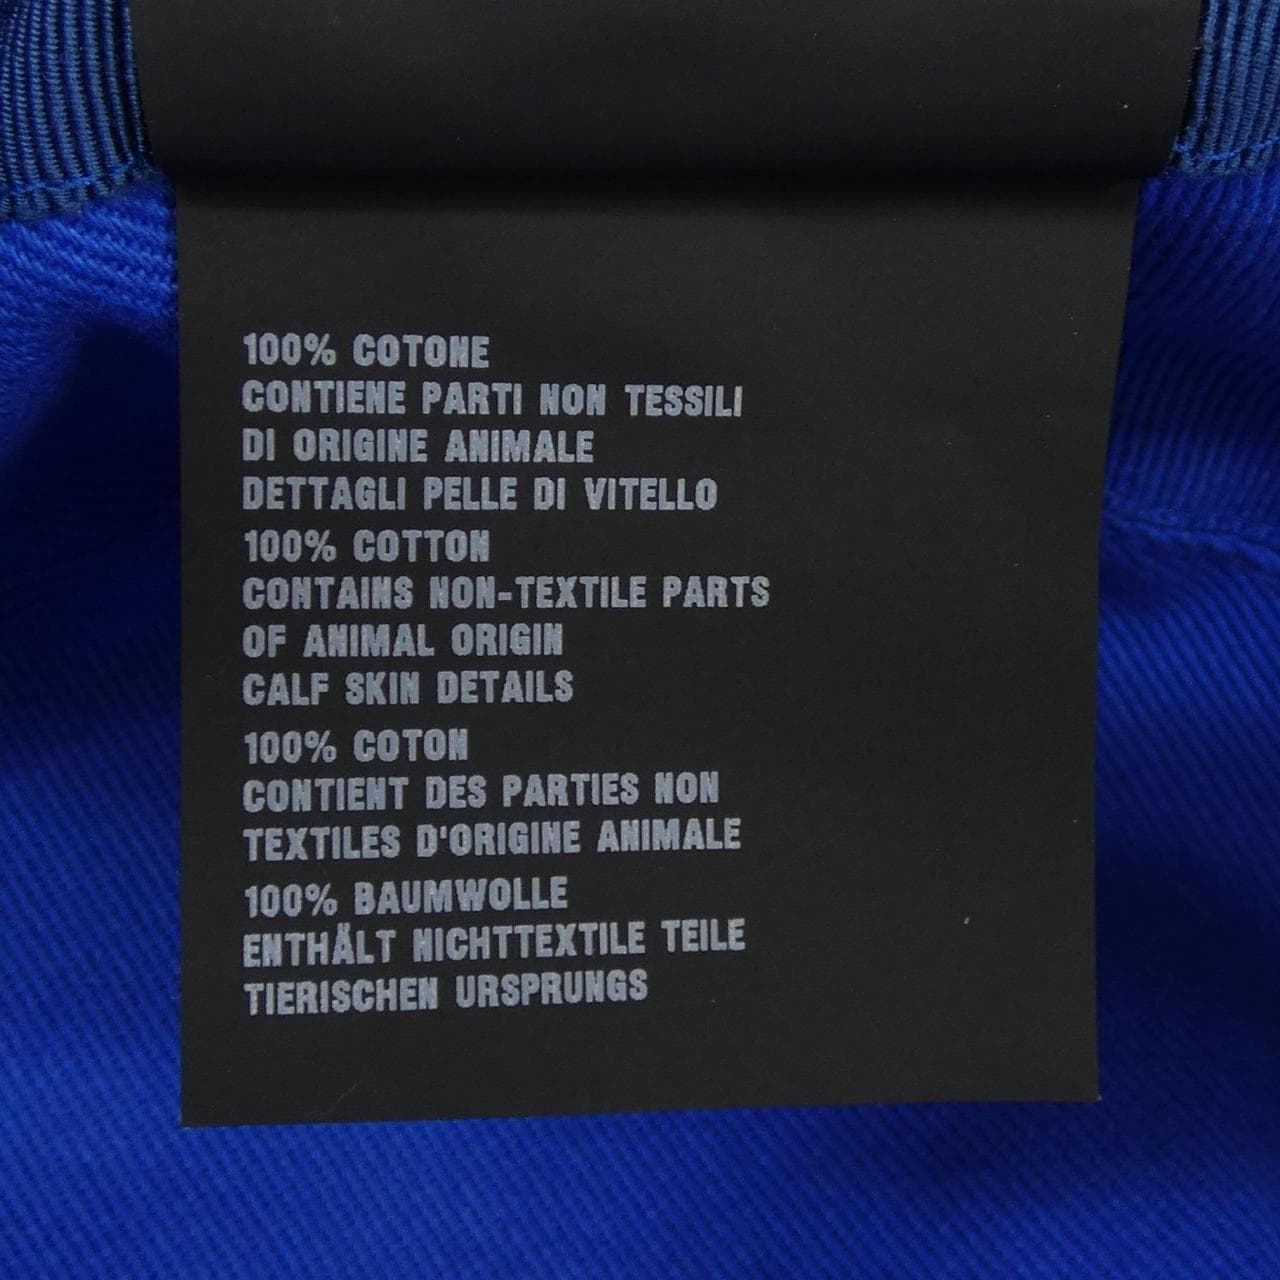 100% COTONE
CONTIENE PARTI NON TESSILI
DI ORIGINE ANIMALE
DETTAGLI PELLE DI VITELLO
100% COTTON
CONTAINS NON-TEXTILE PARTS
OF ANIMAL ORIGIN
CALF SKIN DETAILS
100% COTON
CONTIENT DES PARTIES NON
TEXTILES D'ORIGINE ANIMALE
100% BAUMWOLLE
ENTHÄLT NICHTTEXTILE TEILE
TIERISCHEN URSPRUNGS